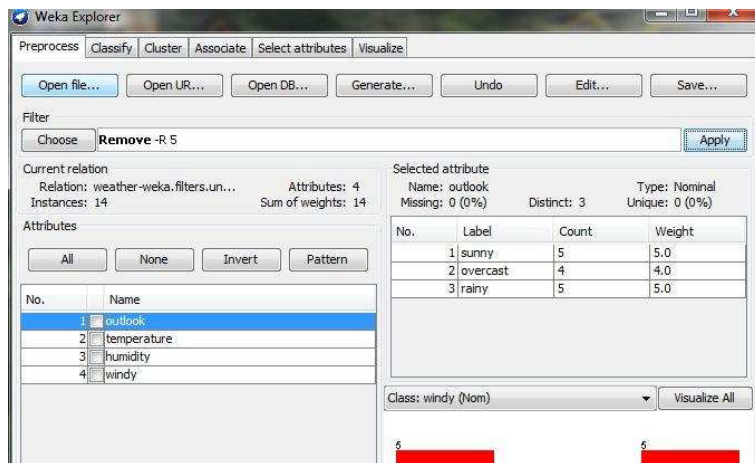 Weka Explorer
Preprocess Classify Cluster Associate Select attributes Visualize
Open file... Open UR... Open DB... Generate... Undo Edit... Save...
Filter
Choose Remove -R 5 Apply
Current relation
Relation: weather-weka.filters.un... Attributes: 4
Instances: 14 Sum of weights: 14
Selected attribute
Name: outlook Type: Nominal
Missing: 0 (0%) Distinct: 3 Unique: 0 (0%)
Attributes
All None Invert Pattern
No. Name
1 outlook
2 temperature
3 humidity
4 windy
No. Label Count Weight
1 sunny 5 5.0
2 overcast 4 4.0
3 rainy 5 5.0
Class: windy (Nom) Visualize All
5 5